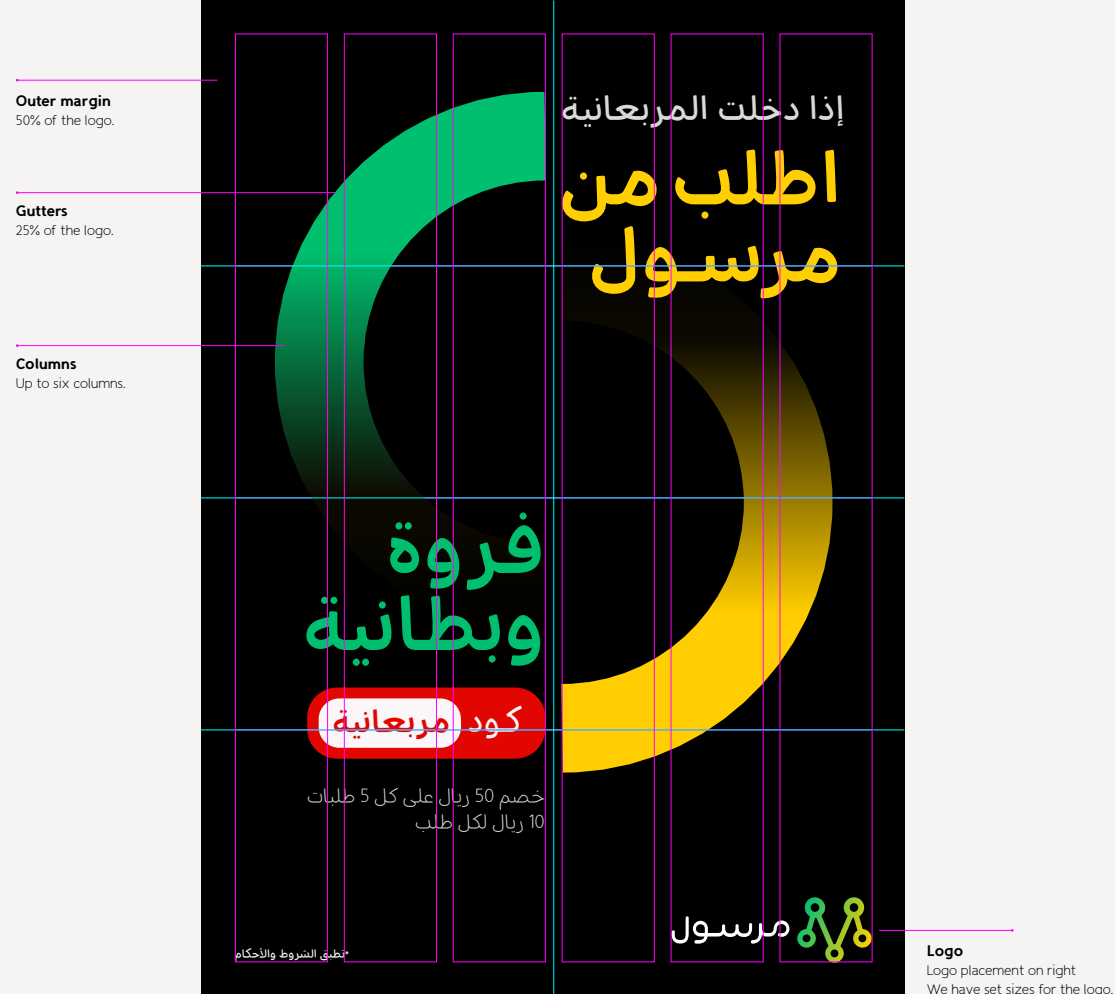 Outer margin
50% of the logo.
Gutters
25% of the logo.
Columns
Up to six columns.
إذا دخلت المربعانية
اطلب من
مرسول
فروة
وبطانية
كود مربعانية
خصم 50 ريال على كل 5 طلبات
10 ريال لكل طلب
*تطبق الشروط والأحكام
مرسول
Logo
Logo placement on right
We have set sizes for the logo.